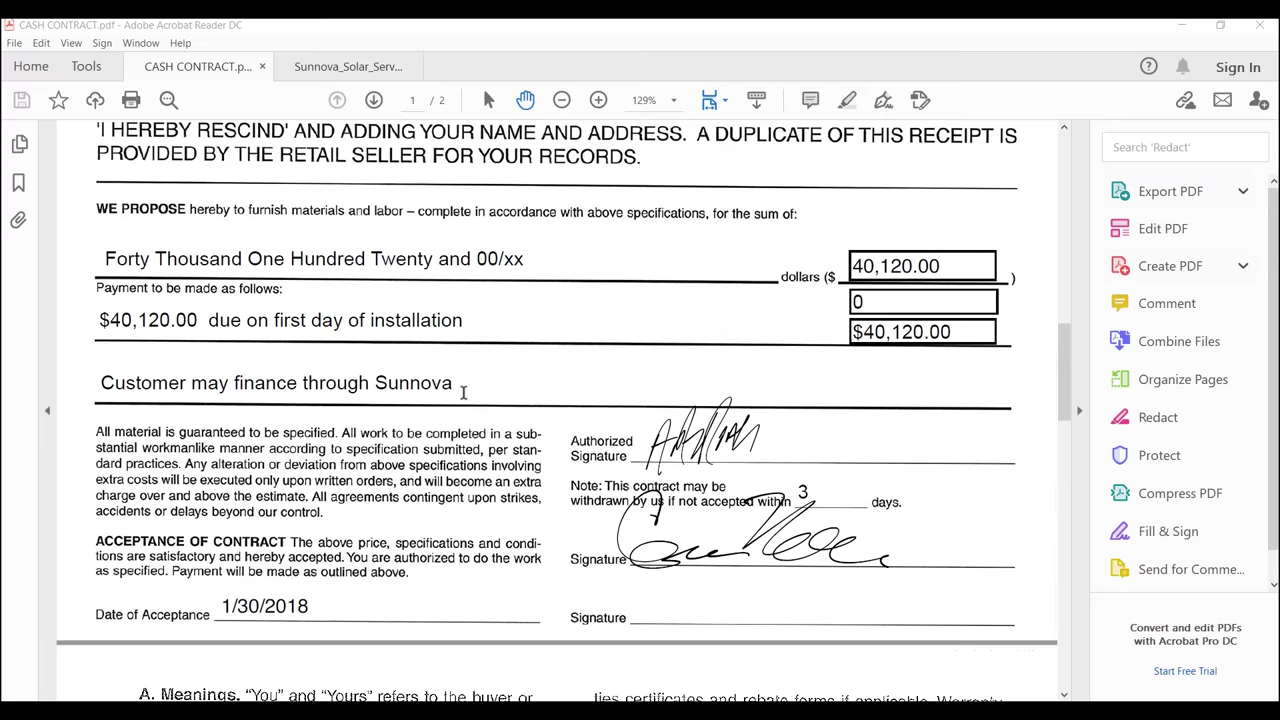 CASH CONTRACT.pdf - Adobe Acrobat Reader DC
File Edit View Sign Window Help
Home Tools CASH CONTRACT.p... × Sunnova_Solar_Serv... Sign In
1 / 2 129%
'I HEREBY RESCIND' AND ADDING YOUR NAME AND ADDRESS. A DUPLICATE OF THIS RECEIPT IS
PROVIDED BY THE RETAIL SELLER FOR YOUR RECORDS.
WE PROPOSE hereby to furnish materials and labor – complete in accordance with above specifications, for the sum of:
Forty Thousand One Hundred Twenty and 00/xx
dollars ($ 40,120.00 )
Payment to be made as follows:
0
$40,120.00 due on first day of installation
$40,120.00
Customer may finance through Sunnova
All material is guaranteed to be specified. All work to be completed in a sub-
stantial workmanlike manner according to specification submitted, per stan-
dard practices. Any alteration or deviation from above specifications involving
extra costs will be executed only upon written orders, and will become an extra
charge over and above the estimate. All agreements contingent upon strikes,
accidents or delays beyond our control.
ACCEPTANCE OF CONTRACT The above price, specifications and condi-
tions are satisfactory and hereby accepted. You are authorized to do the work
as specified. Payment will be made as outlined above.
Date of Acceptance 1/30/2018
Authorized
Signature
Note: This contract may be
withdrawn by us if not accepted within 3 days.
Signature
Signature
A. Meanings. "You" and "Yours" refers to the buyer or
ties certificates and rebate forms if applicable. Warranty
Search 'Redact'
Export PDF
Edit PDF
Create PDF
Comment
Combine Files
Organize Pages
Redact
Protect
Compress PDF
Fill & Sign
Send for Comme...
Convert and edit PDFs
with Acrobat Pro DC
Start Free Trial